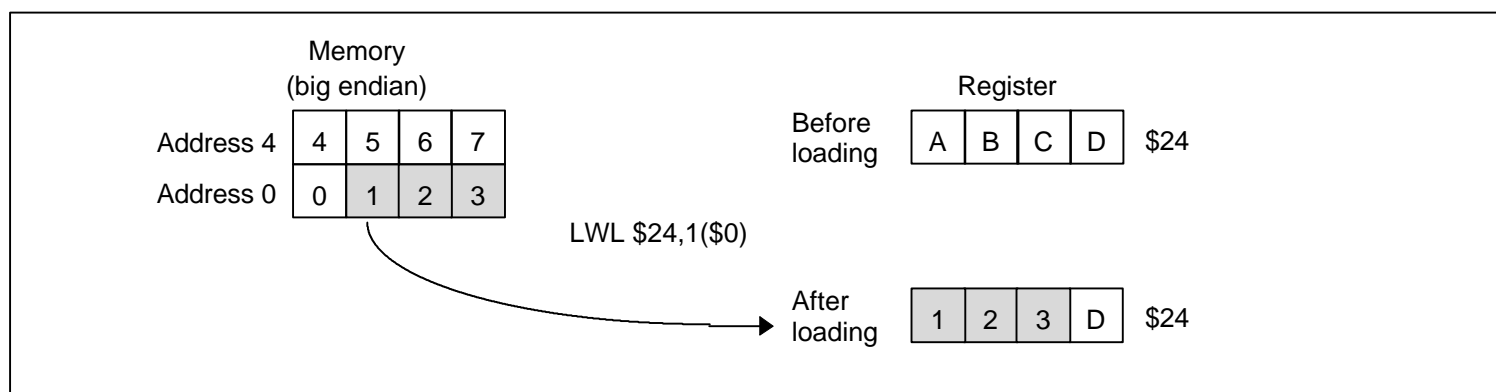 Memory
(big endian)
Address 4 4 5 6 7
Address 0 0 1 2 3
LWL $24,1($0)
Register
Before
loading
A B C D $24
After
loading
1 2 3 D $24